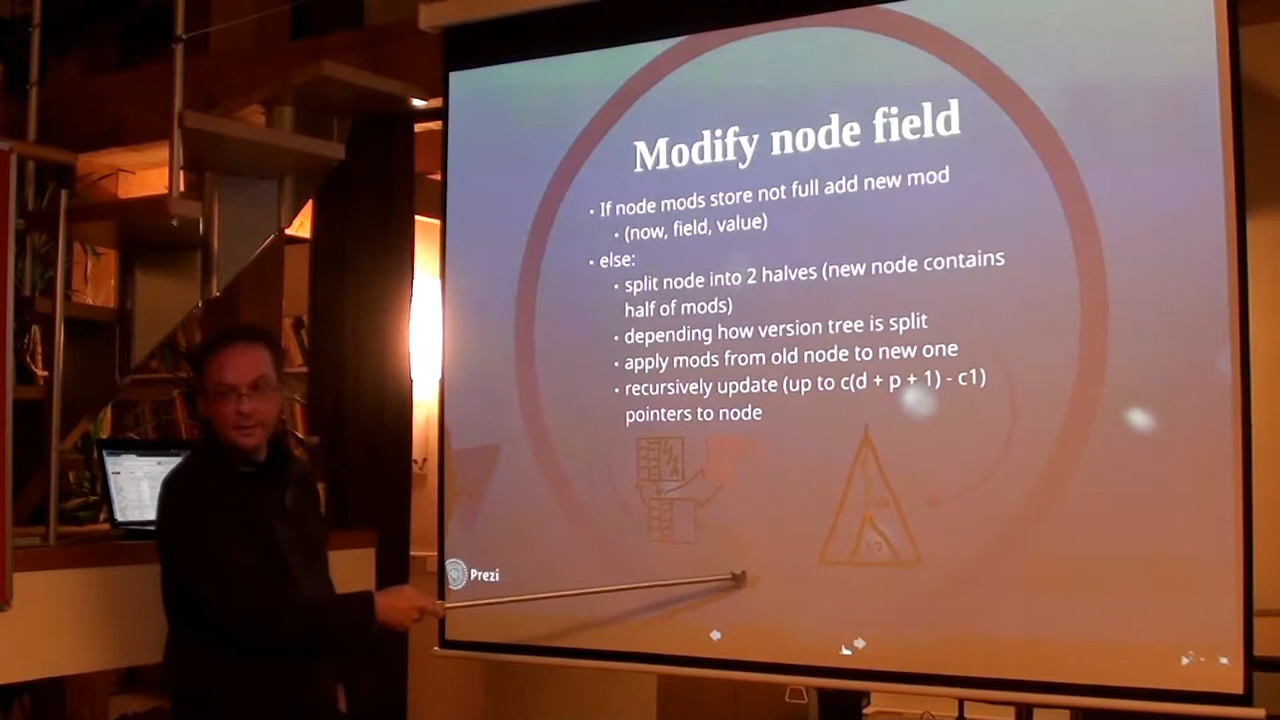 Modify node field
· If node mods store not full add new mod
· (now, field, value)
· else:
· split node into 2 halves (new node contains
half of mods)
· depending how version tree is split
· apply mods from old node to new one
· recursively update (up to c(d + p + 1) - c1)
pointers to node
Prezi